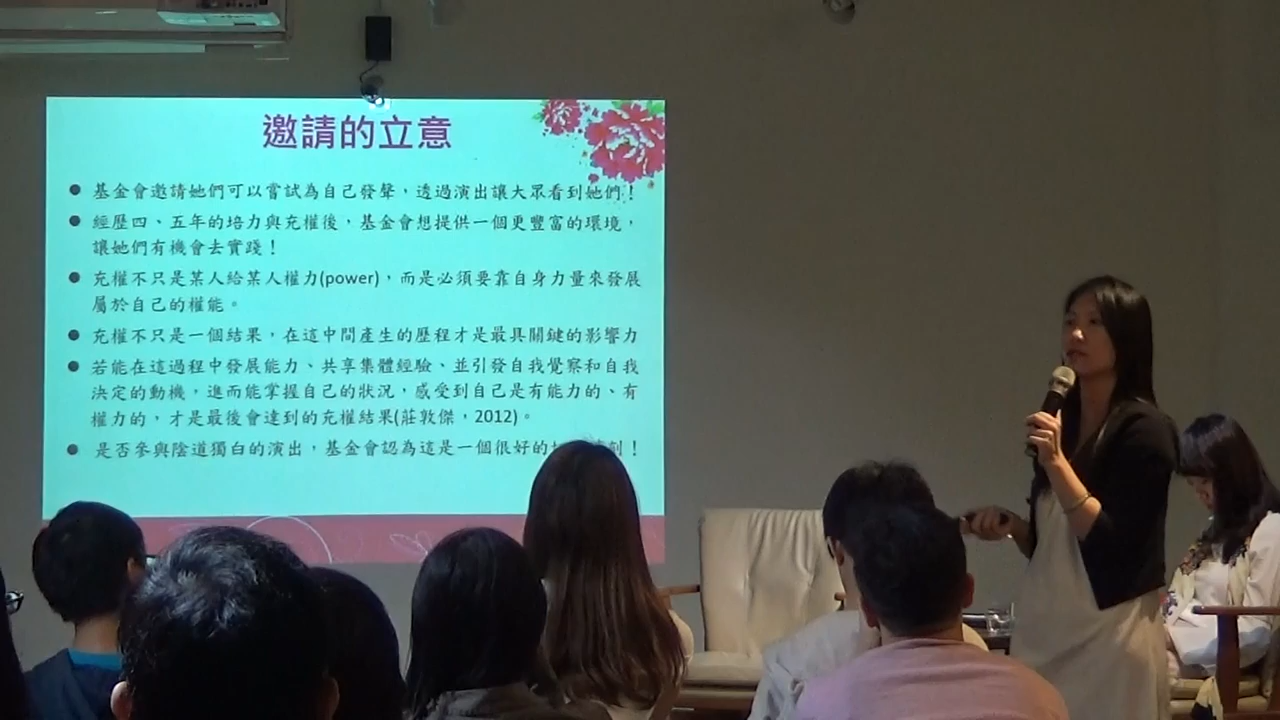 邀請的立意
● 基金會邀請她們可以嘗試為自己發聲，透過演出讓大眾看到她們！
● 經歷四、五年的培力與充權後，基金會想提供一個更豐富的環境，
讓她們有機會去實踐！
● 充權不只是某人給某人權力(power)，而是必須要靠自身力量來發展
屬於自己的權能。
● 充權不只是一個結果，在這中間產生的歷程才是最具關鍵的影響力
● 若能在這過程中發展能力、共享集體經驗、並引發自我覺察和自我
決定的動機，進而能掌握自己的狀況，感受到自己是有能力的、有
權力的，才是最後會達到的充權結果(莊敦傑，2012)。
● 是否參與陰道獨白的演出，基金會認為這是一個很好的！